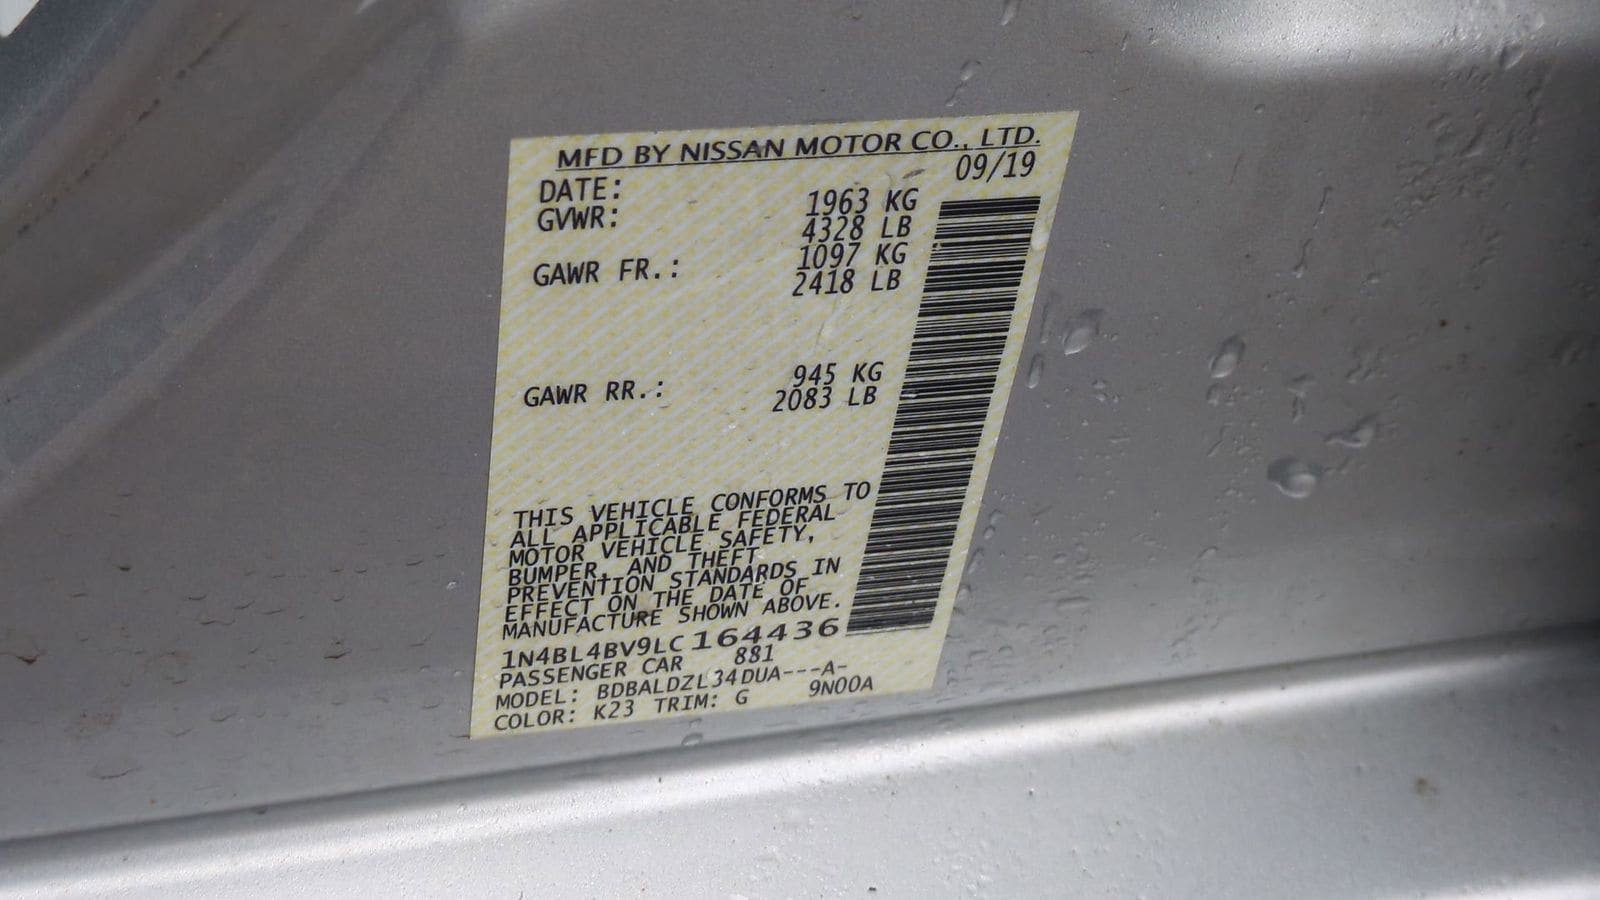 MFD BY NISSAN MOTOR CO., LTD.
DATE: 09/19
GVWR: 1963 KG
4328 LB
GAWR FR.: 1097 KG
2418 LB
GAWR RR.: 945 KG
2083 LB
THIS VEHICLE CONFORMS TO
ALL APPLICABLE FEDERAL
MOTOR VEHICLE SAFETY,
BUMPER, AND THEFT
PREVENTION STANDARDS IN
EFFECT ON THE DATE OF
MANUFACTURE SHOWN ABOVE.
1N4BL4BV9LC164436
PASSENGER CAR 881
MODEL: BDBALDZL34DUA---A-
COLOR: K23 TRIM: G 9N00A